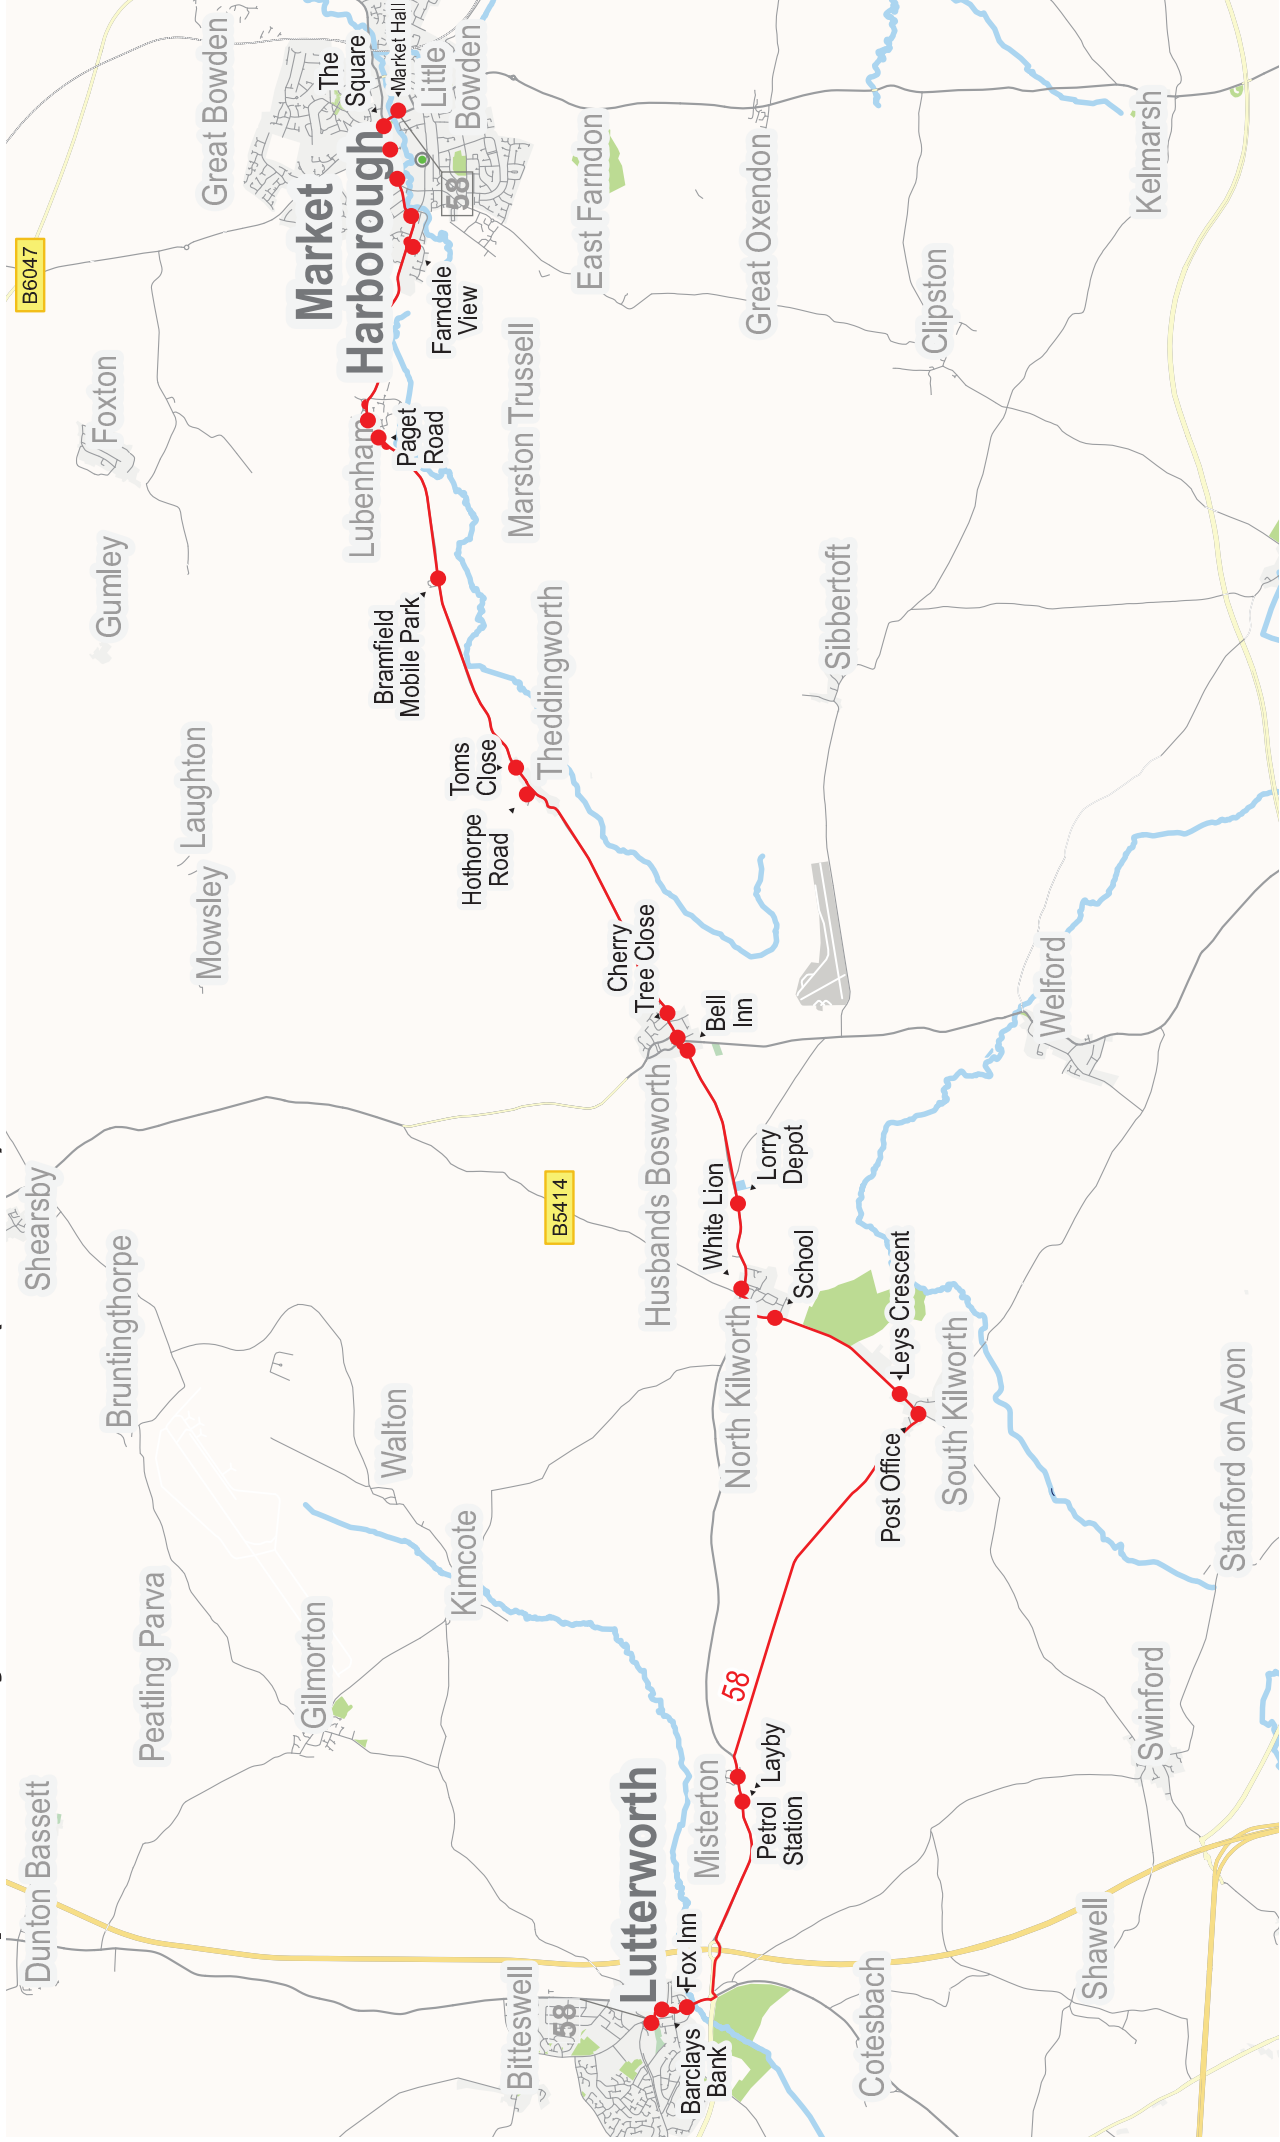 Shearsby
Bruntingthorpe
Peatling Parva
Dunton Bassett
Gilmorton
Walton
Kimcote
Bitteswell
58
Lutterworth
Fox Inn
Barclays
Bank
Misterton
Petrol
Station
Layby
58
Cotesbach
Shawell
Swinford
Stanford on Avon
South Kilworth
Post Office
Leys Crescent
North Kilworth
School
White Lion
Lorry
Depot
B5414
Husbands Bosworth
Bell
Inn
Cherry
Tree Close
Welford
Mowsley
Laughton
Gumley
Foxton
Hothorpe
Road
Toms
Close
Theddingworth
Sibbertoft
Bramfield
Mobile Park
Lubenham
Paget
Road
Marston Trussell
Farndale
View
Market
Harborough
B6047
Great Bowden
The
Square
Market Hall
Little
Bowden
58
East Farndon
Great Oxendon
Clipston
Kelmarsh